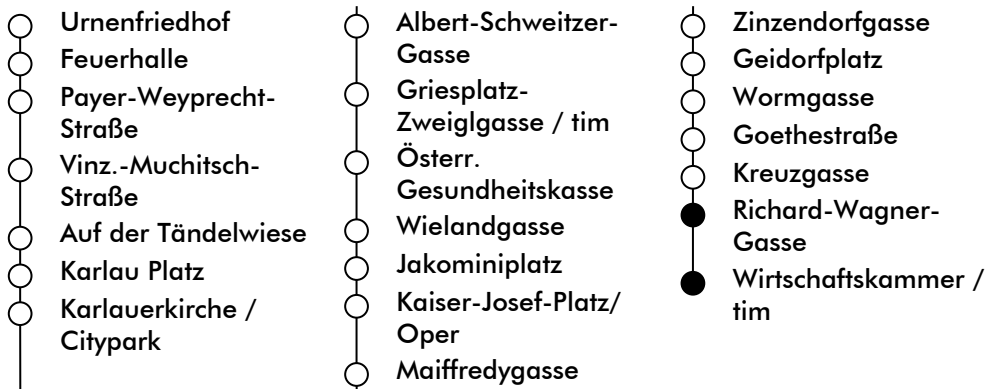 Urnenfriedhof
Feuerhalle
Payer-Weyprecht-
Straße
Vinz.-Muchitsch-
Straße
Auf der Tändelwiese
Karlau Platz
Karlauerkirche /
Citypark
Albert-Schweitzer-
Gasse
Griesplatz-
Zweiglgasse / tim
Österr.
Gesundheitskasse
Wielandgasse
Jakominiplatz
Kaiser-Josef-Platz/
Oper
Maiffredygasse
Zinzendorfgasse
Geidorfplatz
Wormgasse
Goethestraße
Kreuzgasse
Richard-Wagner-
Gasse
Wirtschaftskammer /
tim